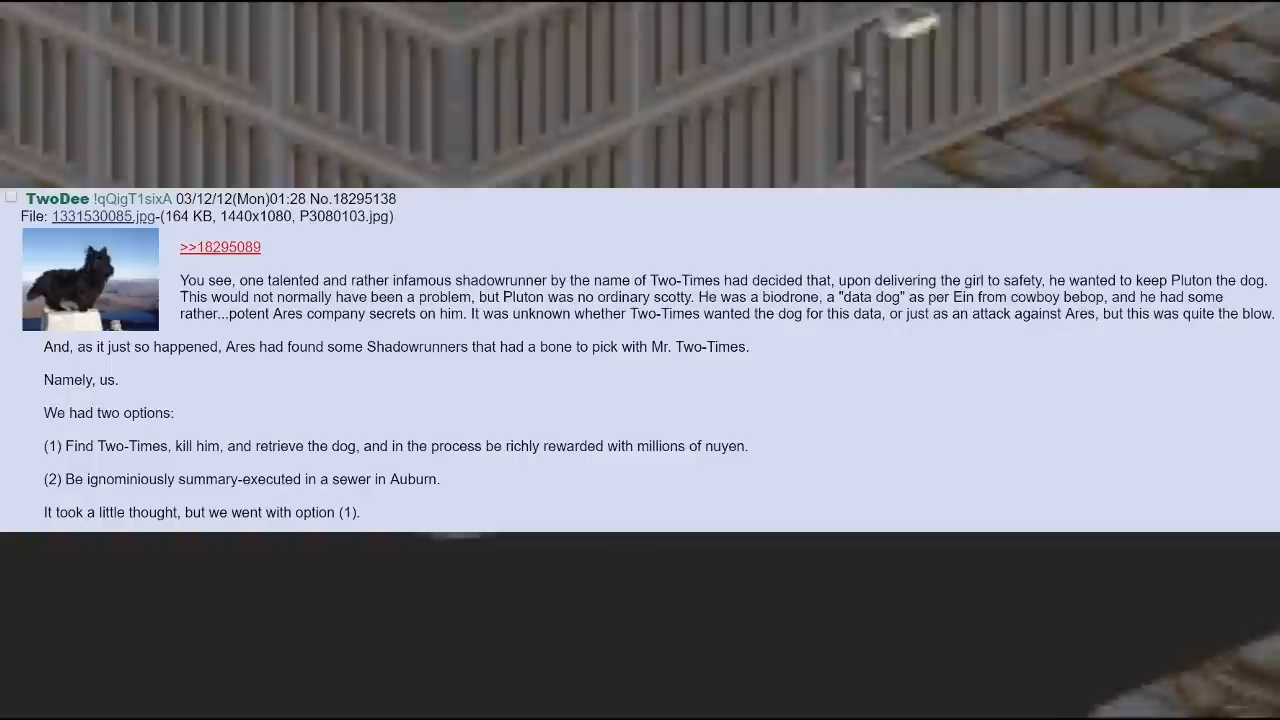 TwoDee !qQigT1sixA 03/12/12(Mon)01:28 No.18295138
File: 1331530085.jpg-(164 KB, 1440x1080, P3080103.jpg)
>>18295089
You see, one talented and rather infamous shadowrunner by the name of Two-Times had decided that, upon delivering the girl to safety, he wanted to keep Pluton the dog.
This would not normally have been a problem, but Pluton was no ordinary scotty. He was a biodrone, a "data dog" as per Ein from cowboy bebop, and he had some
rather...potent Ares company secrets on him. It was unknown whether Two-Times wanted the dog for this data, or just as an attack against Ares, but this was quite the blow.
And, as it just so happened, Ares had found some Shadowrunners that had a bone to pick with Mr. Two-Times.
Namely, us.
We had two options:
(1) Find Two-Times, kill him, and retrieve the dog, and in the process be richly rewarded with millions of nuyen.
(2) Be ignominiously summary-executed in a sewer in Auburn.
It took a little thought, but we went with option (1).